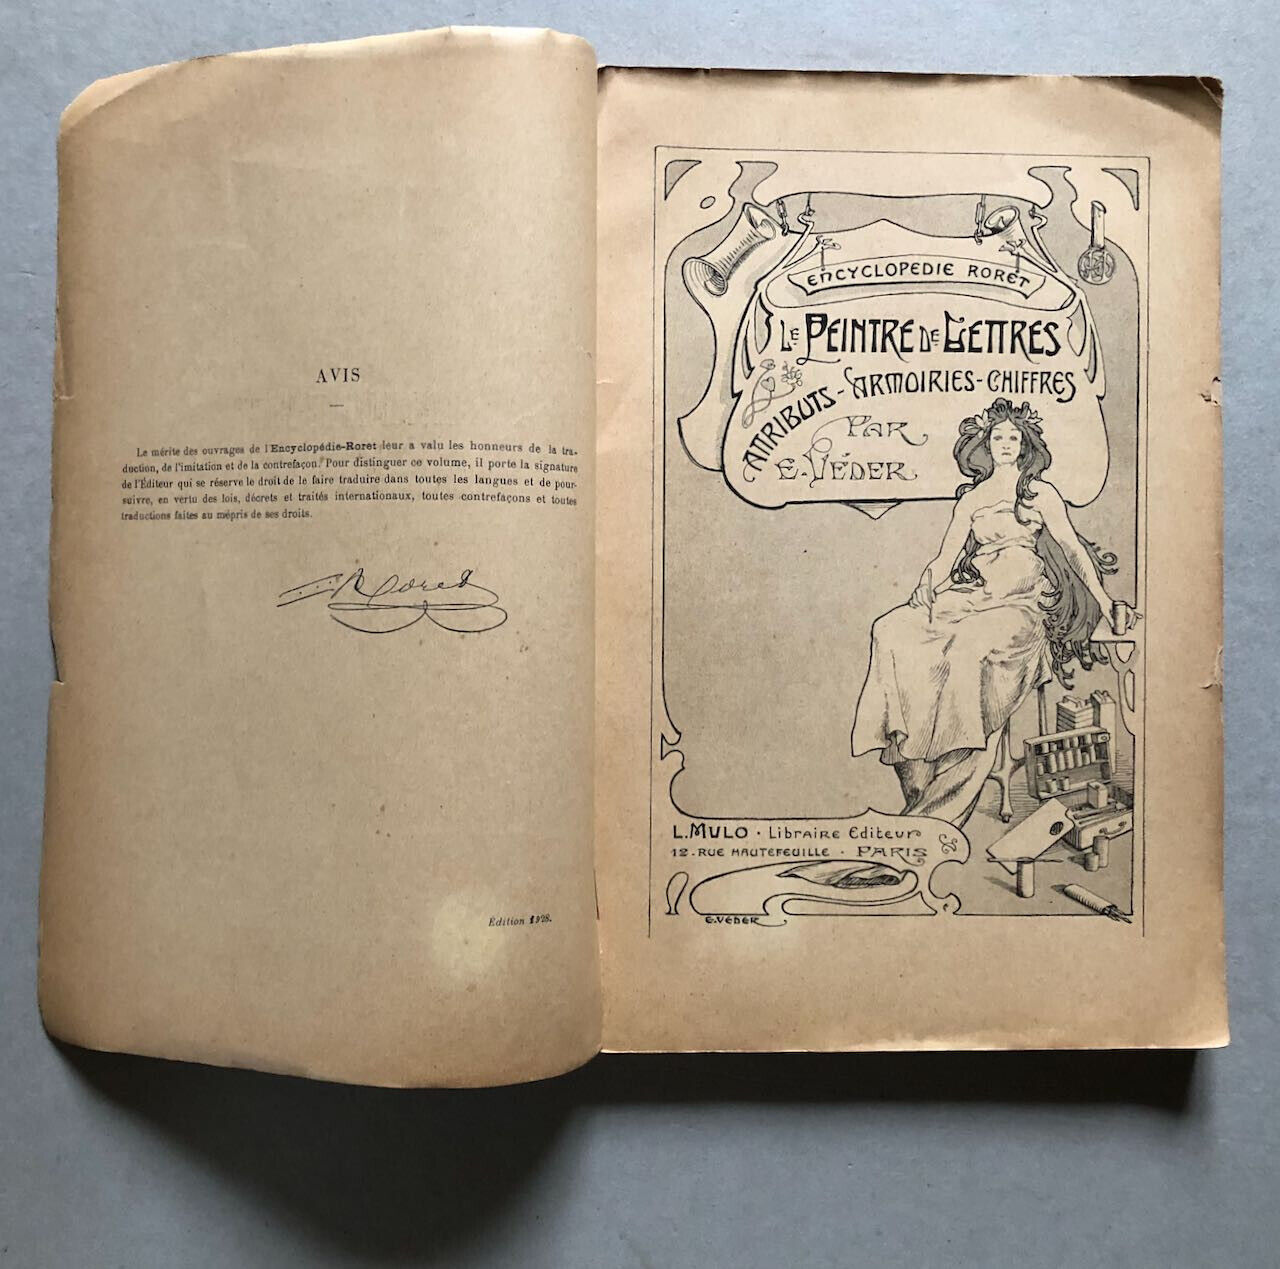 AVIS
Le mérite des ouvrages de l'Encyclopédie-Roret leur a valu les honneurs de la tra-
duction, de l'imitation et de la contrefaçon. Pour distinguer ce volume, il porte la signature
de l'Éditeur qui se réserve le droit de le faire traduire dans toutes les langues et de pour-
suivre, en vertu des lois, décrets et traités internationaux, toutes contrefaçons et toutes
traductions faites au mépris de ses droits.
Roret
Édition 1928.
ENCYCLOPEDIE RORET
LE PEINTRE DE LETTRES
ATTRIBUTS - ARMOIRIES - CHIFFRES
PAR
E. VÉDER
L. MULO · Libraire Editeur
12 - RUE HAUTEFEUILLE · PARIS
E. VEDER